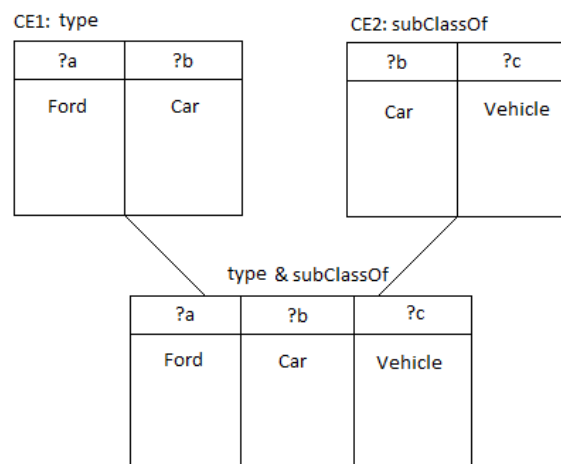 CE1: type
CE2: subClassOf
?a ?b
?b ?c
Ford Car
Car Vehicle
type & subClassOf
?a ?b ?c
Ford Car Vehicle